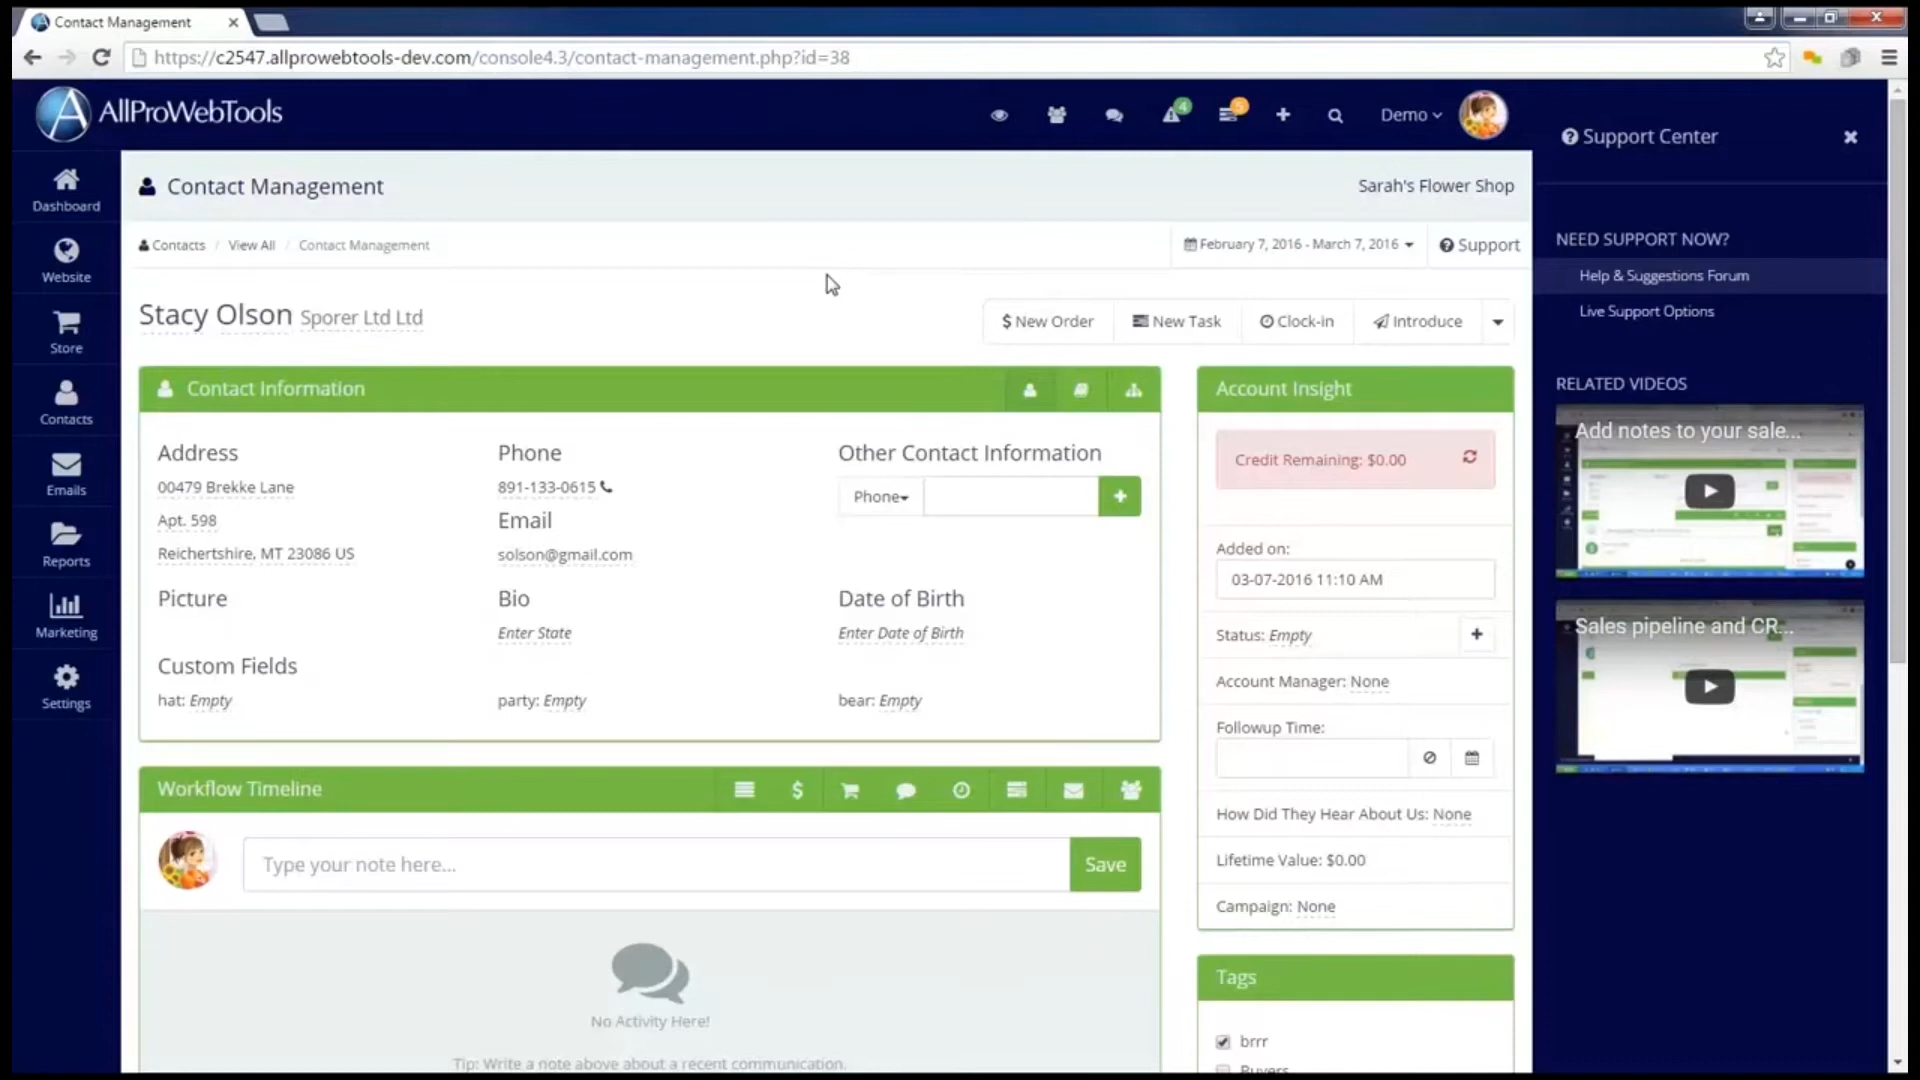 Contact Management
https://c2547.allprowebtools-dev.com/console4.3/contact-management.php?id=38
AllProWebTools
4
5
Demo
Support Center
Dashboard
Website
Store
Contacts
Emails
Reports
Marketing
Settings
Contact Management
Sarah's Flower Shop
Contacts / View All / Contact Management
February 7, 2016 - March 7, 2016
Support
Stacy Olson Sporer Ltd Ltd
$ New Order
New Task
Clock-in
Introduce
Contact Information
Address
00479 Brekke Lane
Apt. 598
Reichertshire, MT 23086 US
Phone
891-133-0615
Email
solson@gmail.com
Other Contact Information
Phone
Picture
Bio
Enter State
Date of Birth
Enter Date of Birth
Custom Fields
hat: Empty
party: Empty
bear: Empty
Workflow Timeline
$
Type your note here...
Save
No Activity Here!
Tip: Write a note above about a recent communication.
Account Insight
Credit Remaining: $0.00
Added on:
03-07-2016 11:10 AM
Status: Empty
Account Manager: None
Followup Time:
How Did They Hear About Us: None
Lifetime Value: $0.00
Campaign: None
Tags
brrr
Buyers
NEED SUPPORT NOW?
Help & Suggestions Forum
Live Support Options
RELATED VIDEOS
Add notes to your sale...
Sales pipeline and CR...